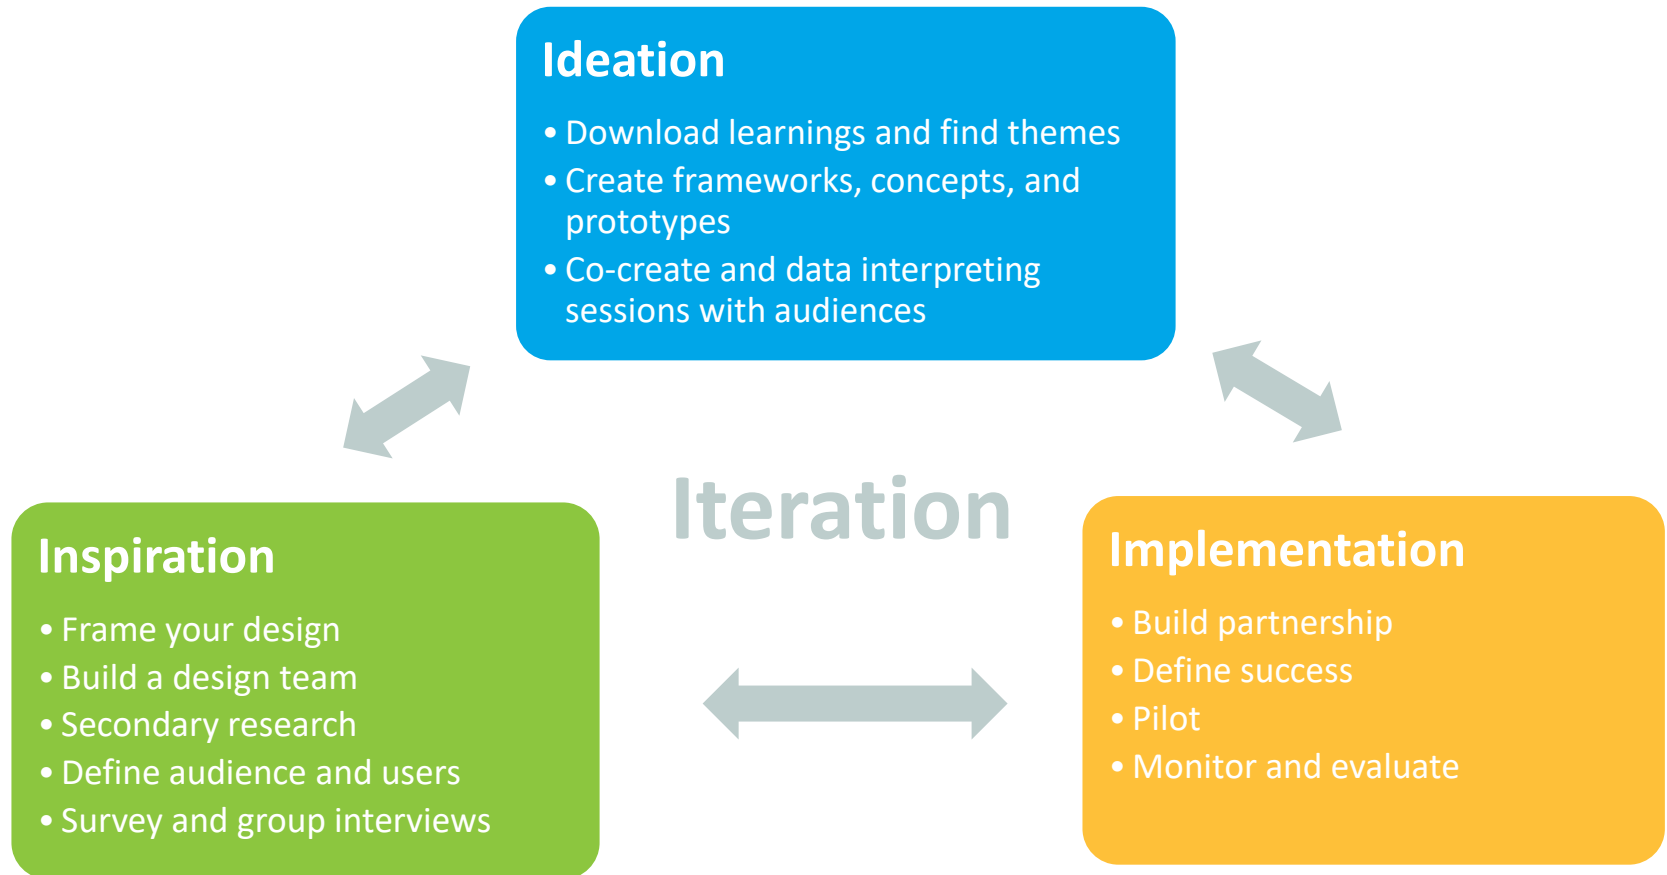 Ideation
• Download learnings and find themes
• Create frameworks, concepts, and
prototypes
• Co-create and data interpreting
sessions with audiences
Iteration
Inspiration
• Frame your design
• Build a design team
• Secondary research
• Define audience and users
• Survey and group interviews
Implementation
• Build partnership
• Define success
• Pilot
• Monitor and evaluate